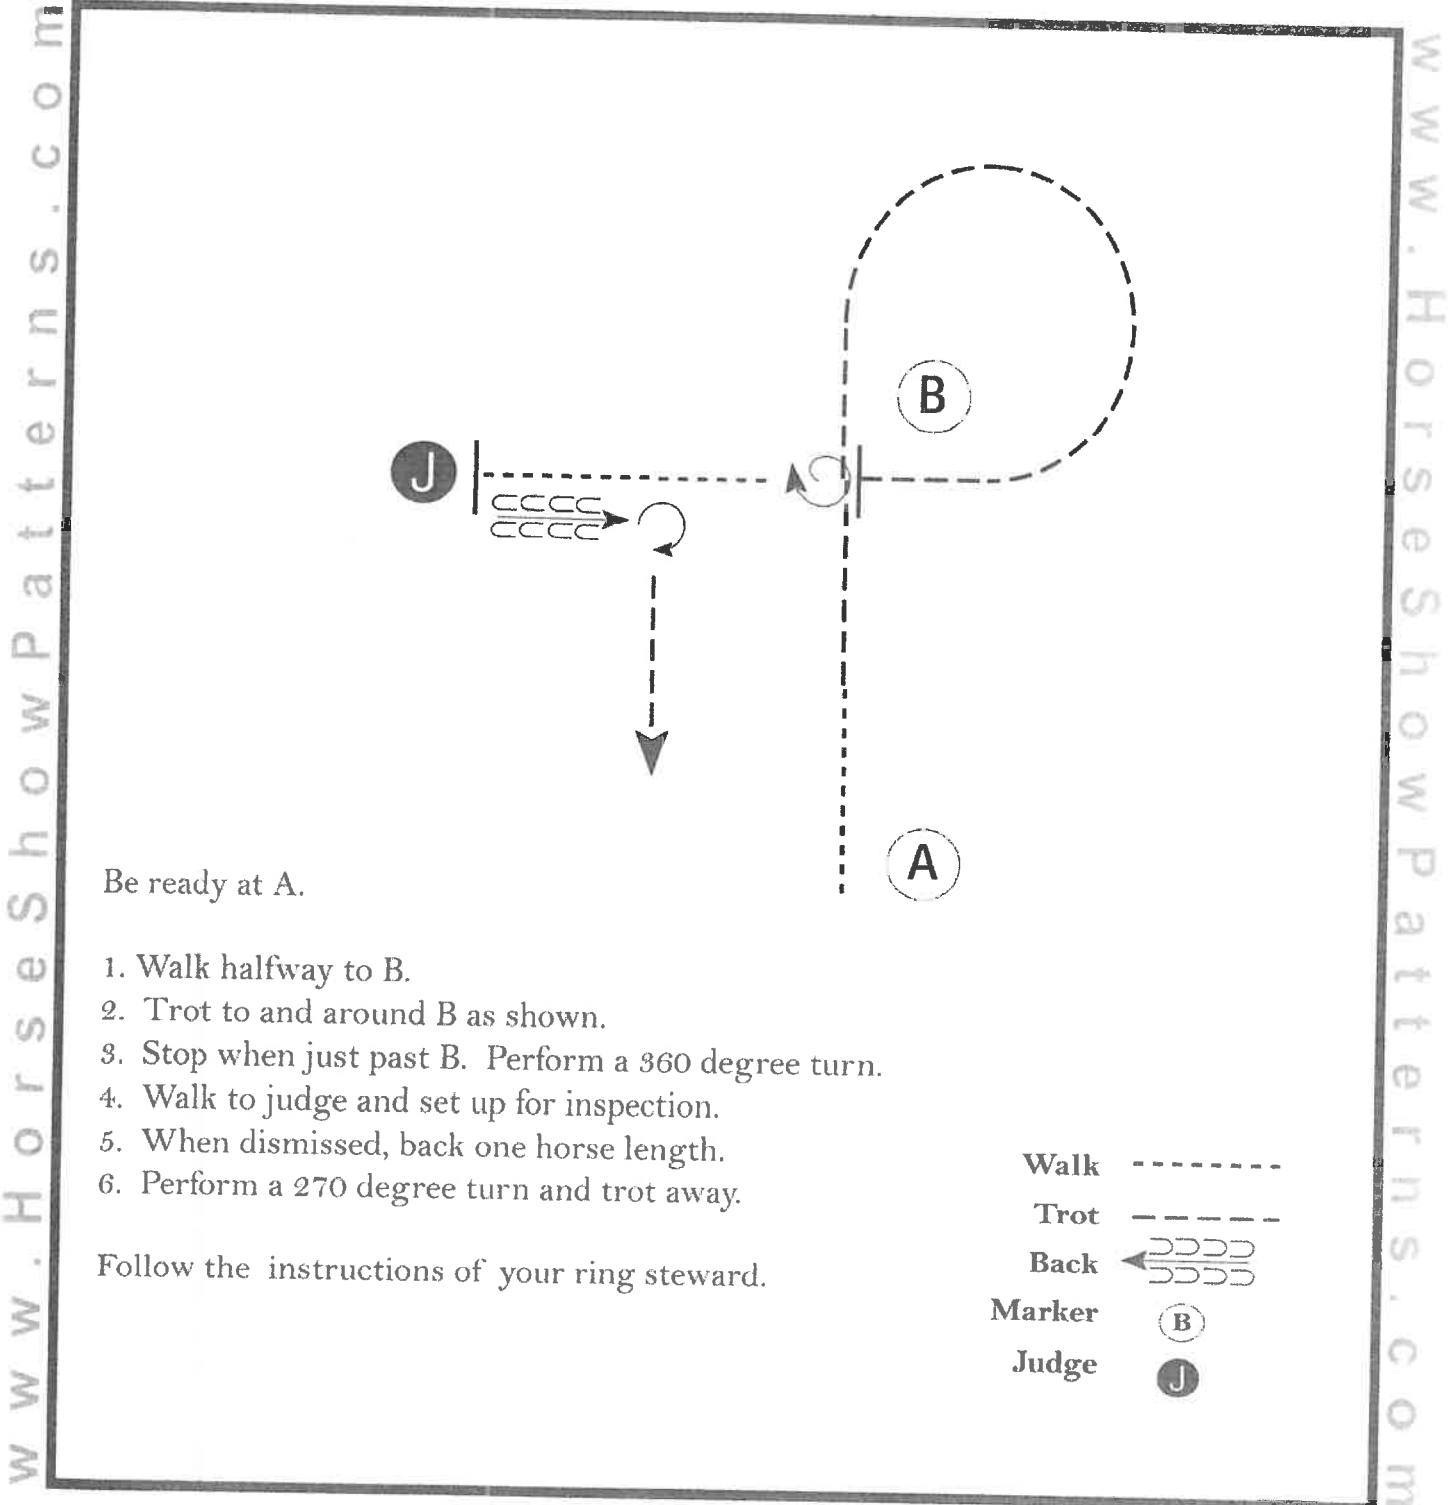 www.HorseShowPatterns.com
www.HorseShowPatterns.com
B
J
A
Be ready at A.
1. Walk halfway to B.
2. Trot to and around B as shown.
3. Stop when just past B. Perform a 360 degree turn.
4. Walk to judge and set up for inspection.
5. When dismissed, back one horse length.
6. Perform a 270 degree turn and trot away.
Follow the instructions of your ring steward.
Walk
Trot
Back
Marker B
Judge J